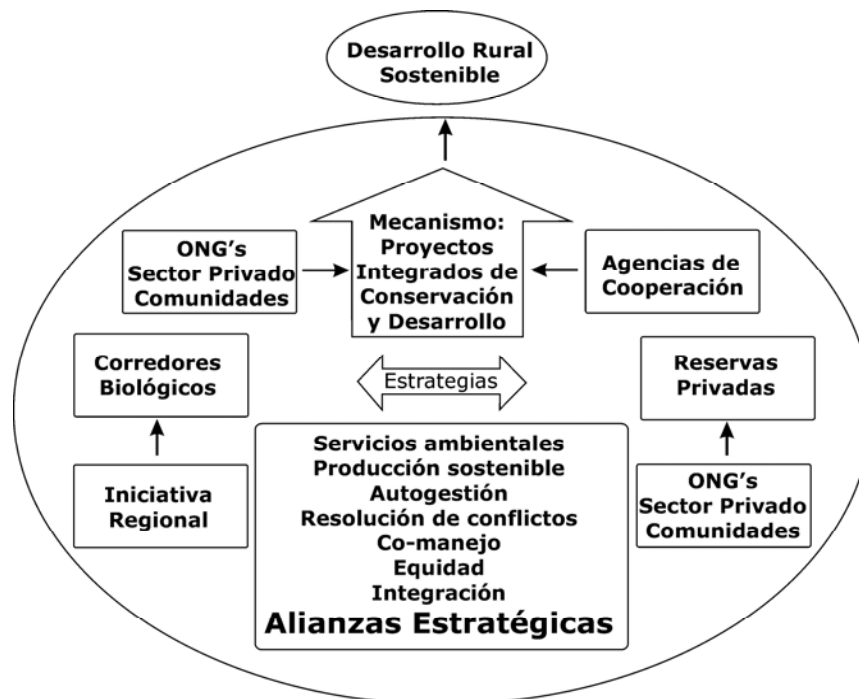 Desarrollo Rural
Sostenible
Mecanismo:
Proyectos
Integrados de
Conservación
y Desarrollo
ONG's
Sector Privado
Comunidades
Agencias de
Cooperación
Corredores
Biológicos
Estrategias
Reservas
Privadas
Iniciativa
Regional
Servicios ambientales
Producción sostenible
Autogestión
Resolución de conflictos
Co-manejo
Equidad
Integración
Alianzas Estratégicas
ONG's
Sector Privado
Comunidades